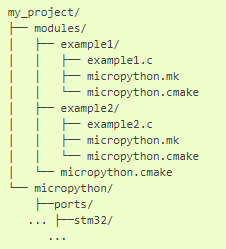 my_project/
├── modules/
│   ├── example1/
│   │   ├── example1.c
│   │   ├── micropython.mk
│   │   └── micropython.cmake
│   ├── example2/
│   │   ├── example2.c
│   │   ├── micropython.mk
│   │   └── micropython.cmake
│   └── micropython.cmake
└── micropython/
    ├──ports/
   ... ├──stm32/
      ...